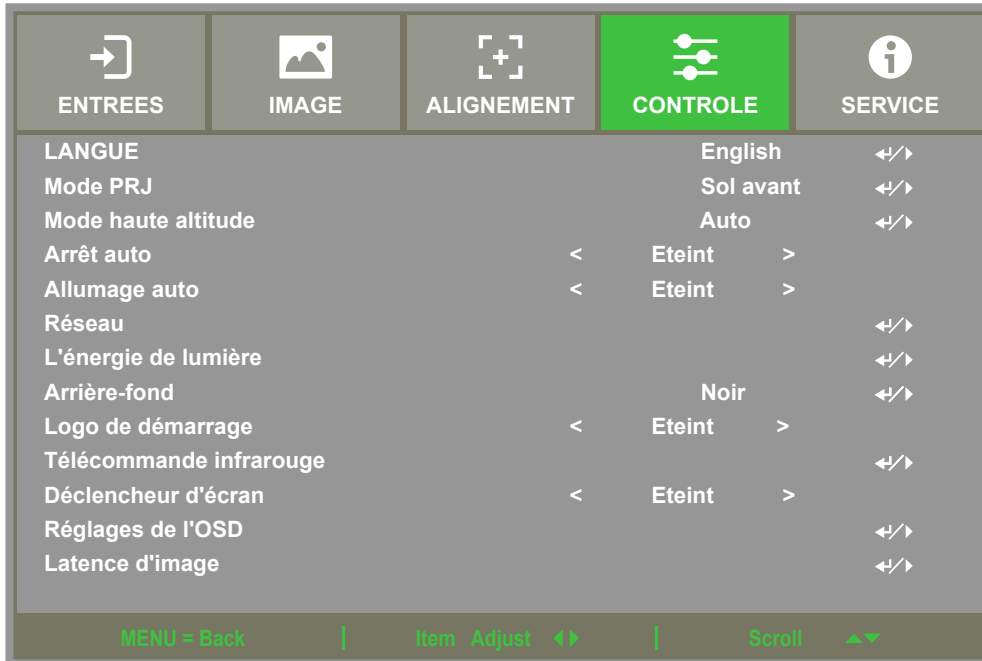 ENTREES IMAGE ALIGNEMENT CONTROLE SERVICE
LANGUE English
Mode PRJ Sol avant
Mode haute altitude Auto
Arrêt auto < Eteint >
Allumage auto < Eteint >
Réseau
L'énergie de lumière
Arrière-fond Noir
Logo de démarrage < Eteint >
Télécommande infrarouge
Déclencheur d'écran < Eteint >
Réglages de l'OSD
Latence d'image
MENU = Back | Item Adjust | Scroll